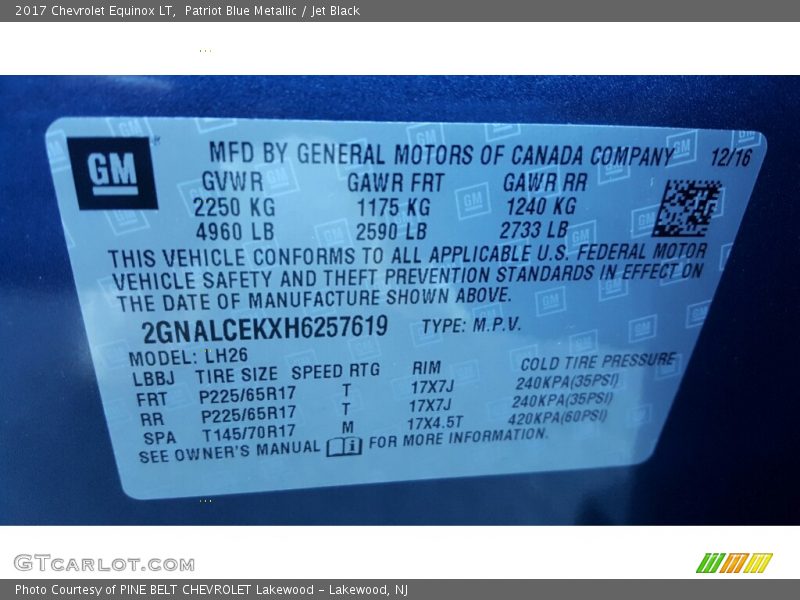 2017 Chevrolet Equinox LT, Patriot Blue Metallic / Jet Black
GM
MFD BY GENERAL MOTORS OF CANADA COMPANY 12/16
GVWR GAWR FRT GAWR RR
2250 KG 1175 KG 1240 KG
4960 LB 2590 LB 2733 LB
THIS VEHICLE CONFORMS TO ALL APPLICABLE U.S. FEDERAL MOTOR
VEHICLE SAFETY AND THEFT PREVENTION STANDARDS IN EFFECT ON
THE DATE OF MANUFACTURE SHOWN ABOVE.
2GNALCEKXH6257619 TYPE: M.P.V.
MODEL: LH26
LBBJ TIRE SIZE SPEED RTG RIM COLD TIRE PRESSURE
FRT P225/65R17 T 17X7J 240KPA(35PSI)
RR P225/65R17 T 17X7J 240KPA(35PSI)
SPA T145/70R17 M 17X4.5T 420KPA(60PSI)
SEE OWNER'S MANUAL FOR MORE INFORMATION.
GTCARLOT.COM
Photo Courtesy of PINE BELT CHEVROLET Lakewood - Lakewood, NJ